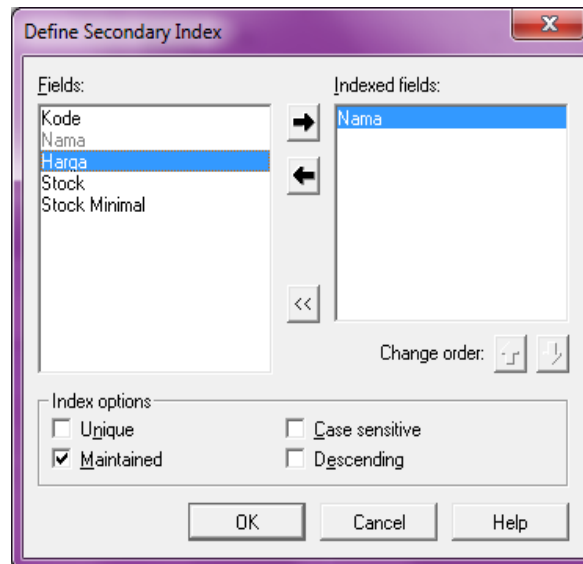 Define Secondary Index
X
Fields:
Kode
Nama
Harga
Stock
Stock Minimal
<<
Indexed fields:
Nama
Change order:
Index options
Unique
Case sensitive
Maintained
Descending
OK
Cancel
Help